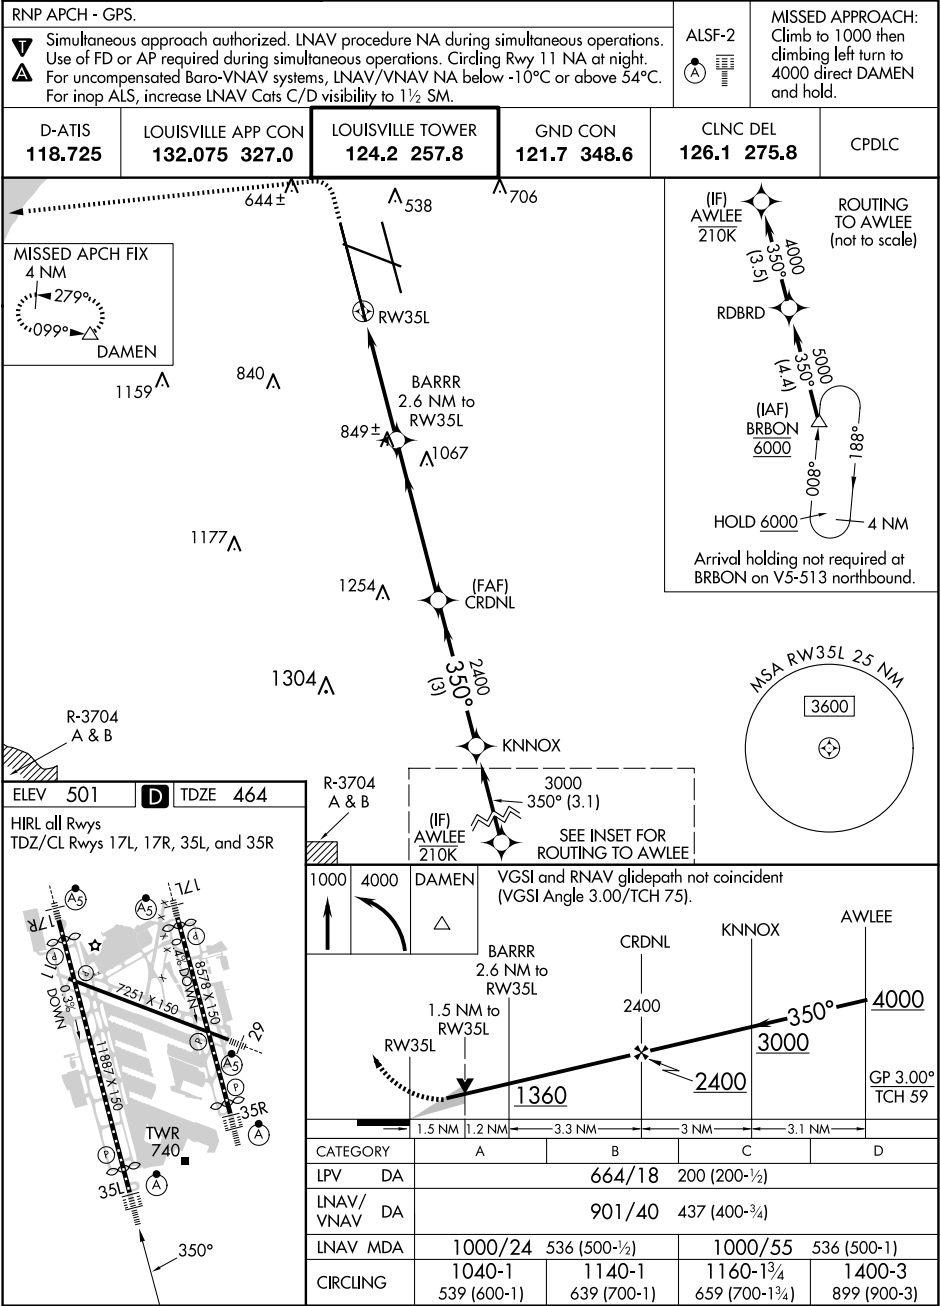 RNP APCH - GPS.
T
A
Simultaneous approach authorized. LNAV procedure NA during simultaneous operations.
Use of FD or AP required during simultaneous operations. Circling Rwy 11 NA at night.
For uncompensated Baro-VNAV systems, LNAV/VNAV NA below -10°C or above 54°C.
For inop ALS, increase LNAV Cats C/D visibility to 1½ SM.
ALSF-2
A
MISSED APPROACH:
Climb to 1000 then
climbing left turn to
4000 direct DAMEN
and hold.
D-ATIS
118.725
LOUISVILLE APP CON
132.075 327.0
LOUISVILLE TOWER
124.2 257.8
GND CON
121.7 348.6
CLNC DEL
126.1 275.8
CPDLC
644±
538
706
MISSED APCH FIX
4 NM
279°
099°
DAMEN
RW35L
1159
840
BARRR
2.6 NM to
RW35L
849±
1067
1177
1254
(FAF)
CRDNL
2400
350°
(3)
1304
KNNOX
R-3704
A & B
R-3704
A & B
3000
350° (3.1)
(IF)
AWLEE
210K
SEE INSET FOR
ROUTING TO AWLEE
(IF)
AWLEE
210K
ROUTING
TO AWLEE
(not to scale)
4000
350°
(3.5)
RDBRD
5000
350°
(4.4)
(IAF)
BRBON
6000
188°
008°
HOLD 6000
4 NM
Arrival holding not required at
BRBON on V5-513 northbound.
MSA RW35L 25 NM
3600
ELEV 501
D
TDZE 464
HIRL all Rwys
TDZ/CL Rwys 17L, 17R, 35L, and 35R
17R
A5
A5
17L
P
P
P
0.4% DOWN
8578 X 150
11
0.3%
DOWN
7251 X 150
29
P
A5
11887 X 150
P
35R
A
TWR
740
P
35L
A
350°
1000
4000
DAMEN
VGSI and RNAV glidepath not coincident
(VGSI Angle 3.00/TCH 75).
BARRR
2.6 NM to
RW35L
CRDNL
KNNOX
AWLEE
1.5 NM to
RW35L
RW35L
2400
350°
4000
3000
2400
1360
GP 3.00°
TCH 59
1.5 NM
1.2 NM
3.3 NM
3 NM
3.1 NM
CATEGORY A B C D
LPV DA 664/18 200 (200-½)
LNAV/
VNAV DA 901/40 437 (400-¾)
LNAV MDA 1000/24 536 (500-½) 1000/55 536 (500-1)
CIRCLING
1040-1
539 (600-1)
1140-1
639 (700-1)
1160-1¾
659 (700-1¾)
1400-3
899 (900-3)